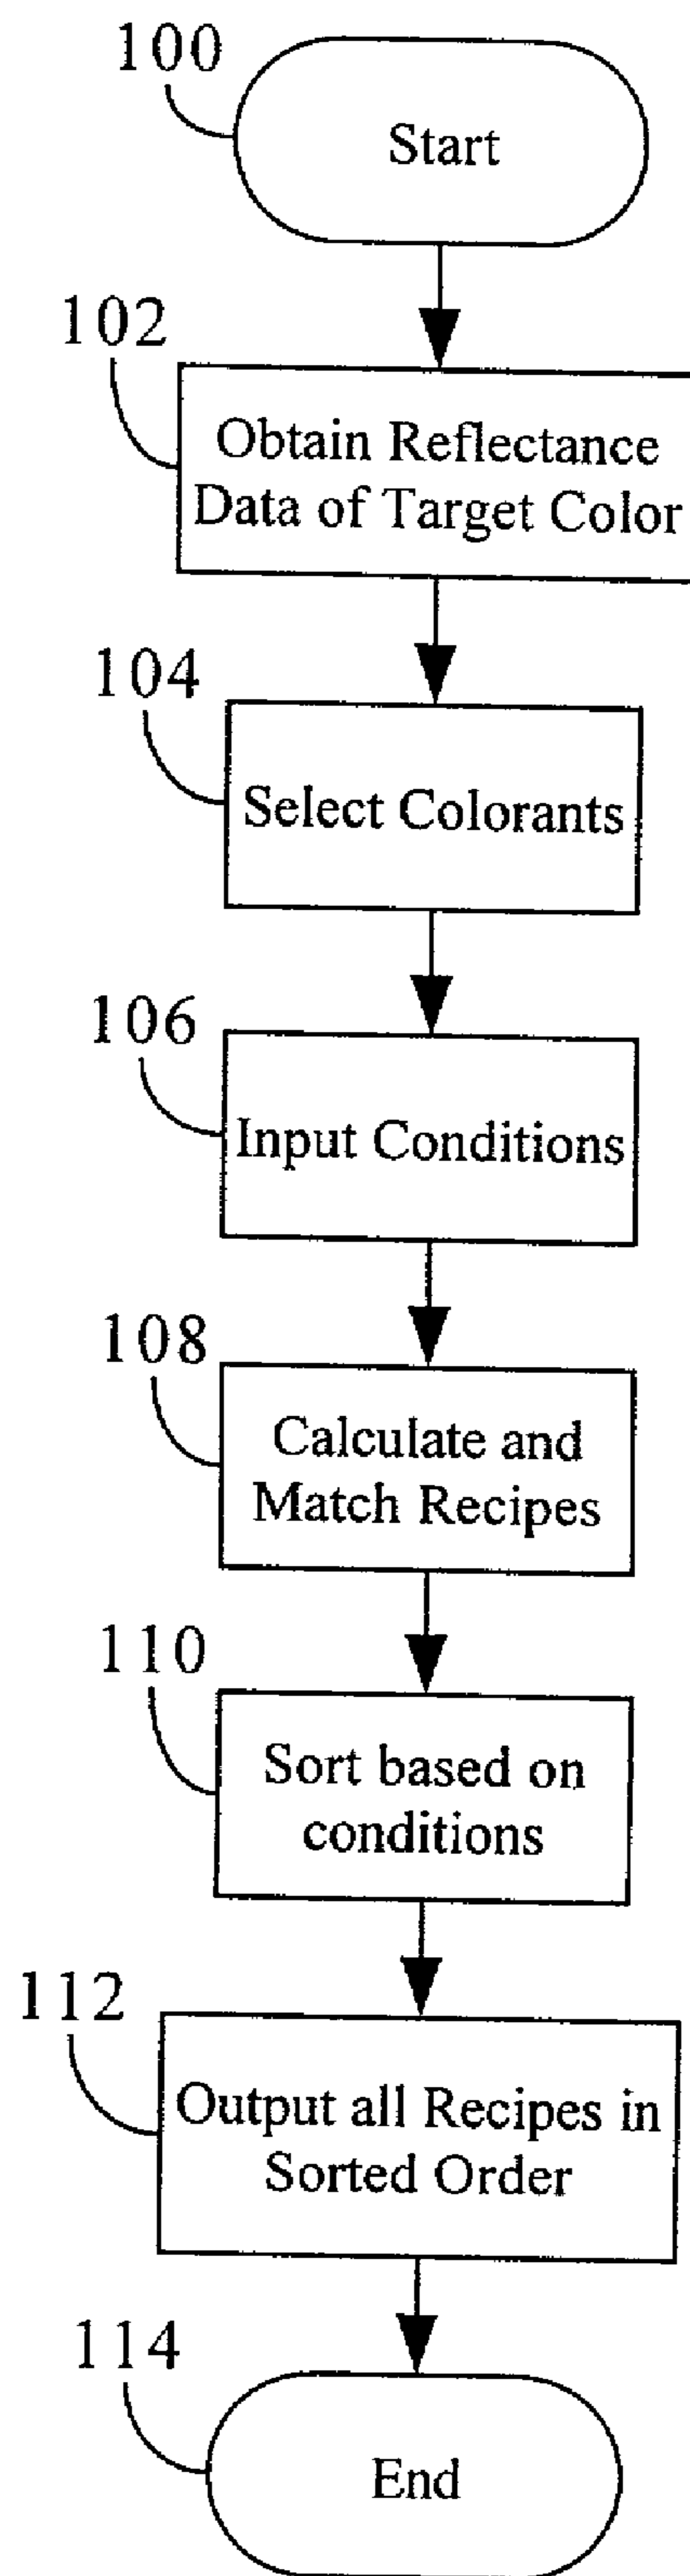 100
Start
102
Obtain Reflectance
Data of Target Color
104
Select Colorants
106
Input Conditions
108
Calculate and
Match Recipes
110
Sort based on
conditions
112
Output all Recipes in
Sorted Order
114
End